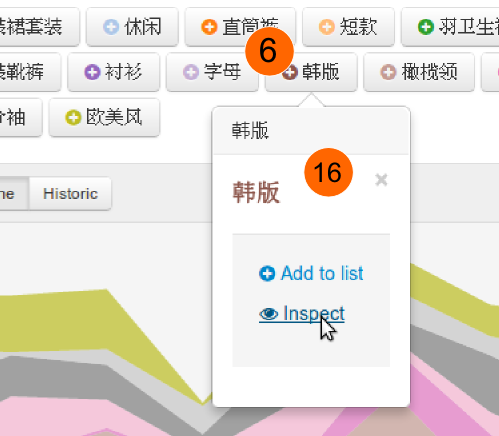 裙套装 休闲 直筒裤 短款 羽卫生
靴裤 衬衫 字母 6 韩版 橄榄领
袖 欧美风
韩版
Historic
韩版 16 ×
Add to list
Inspect